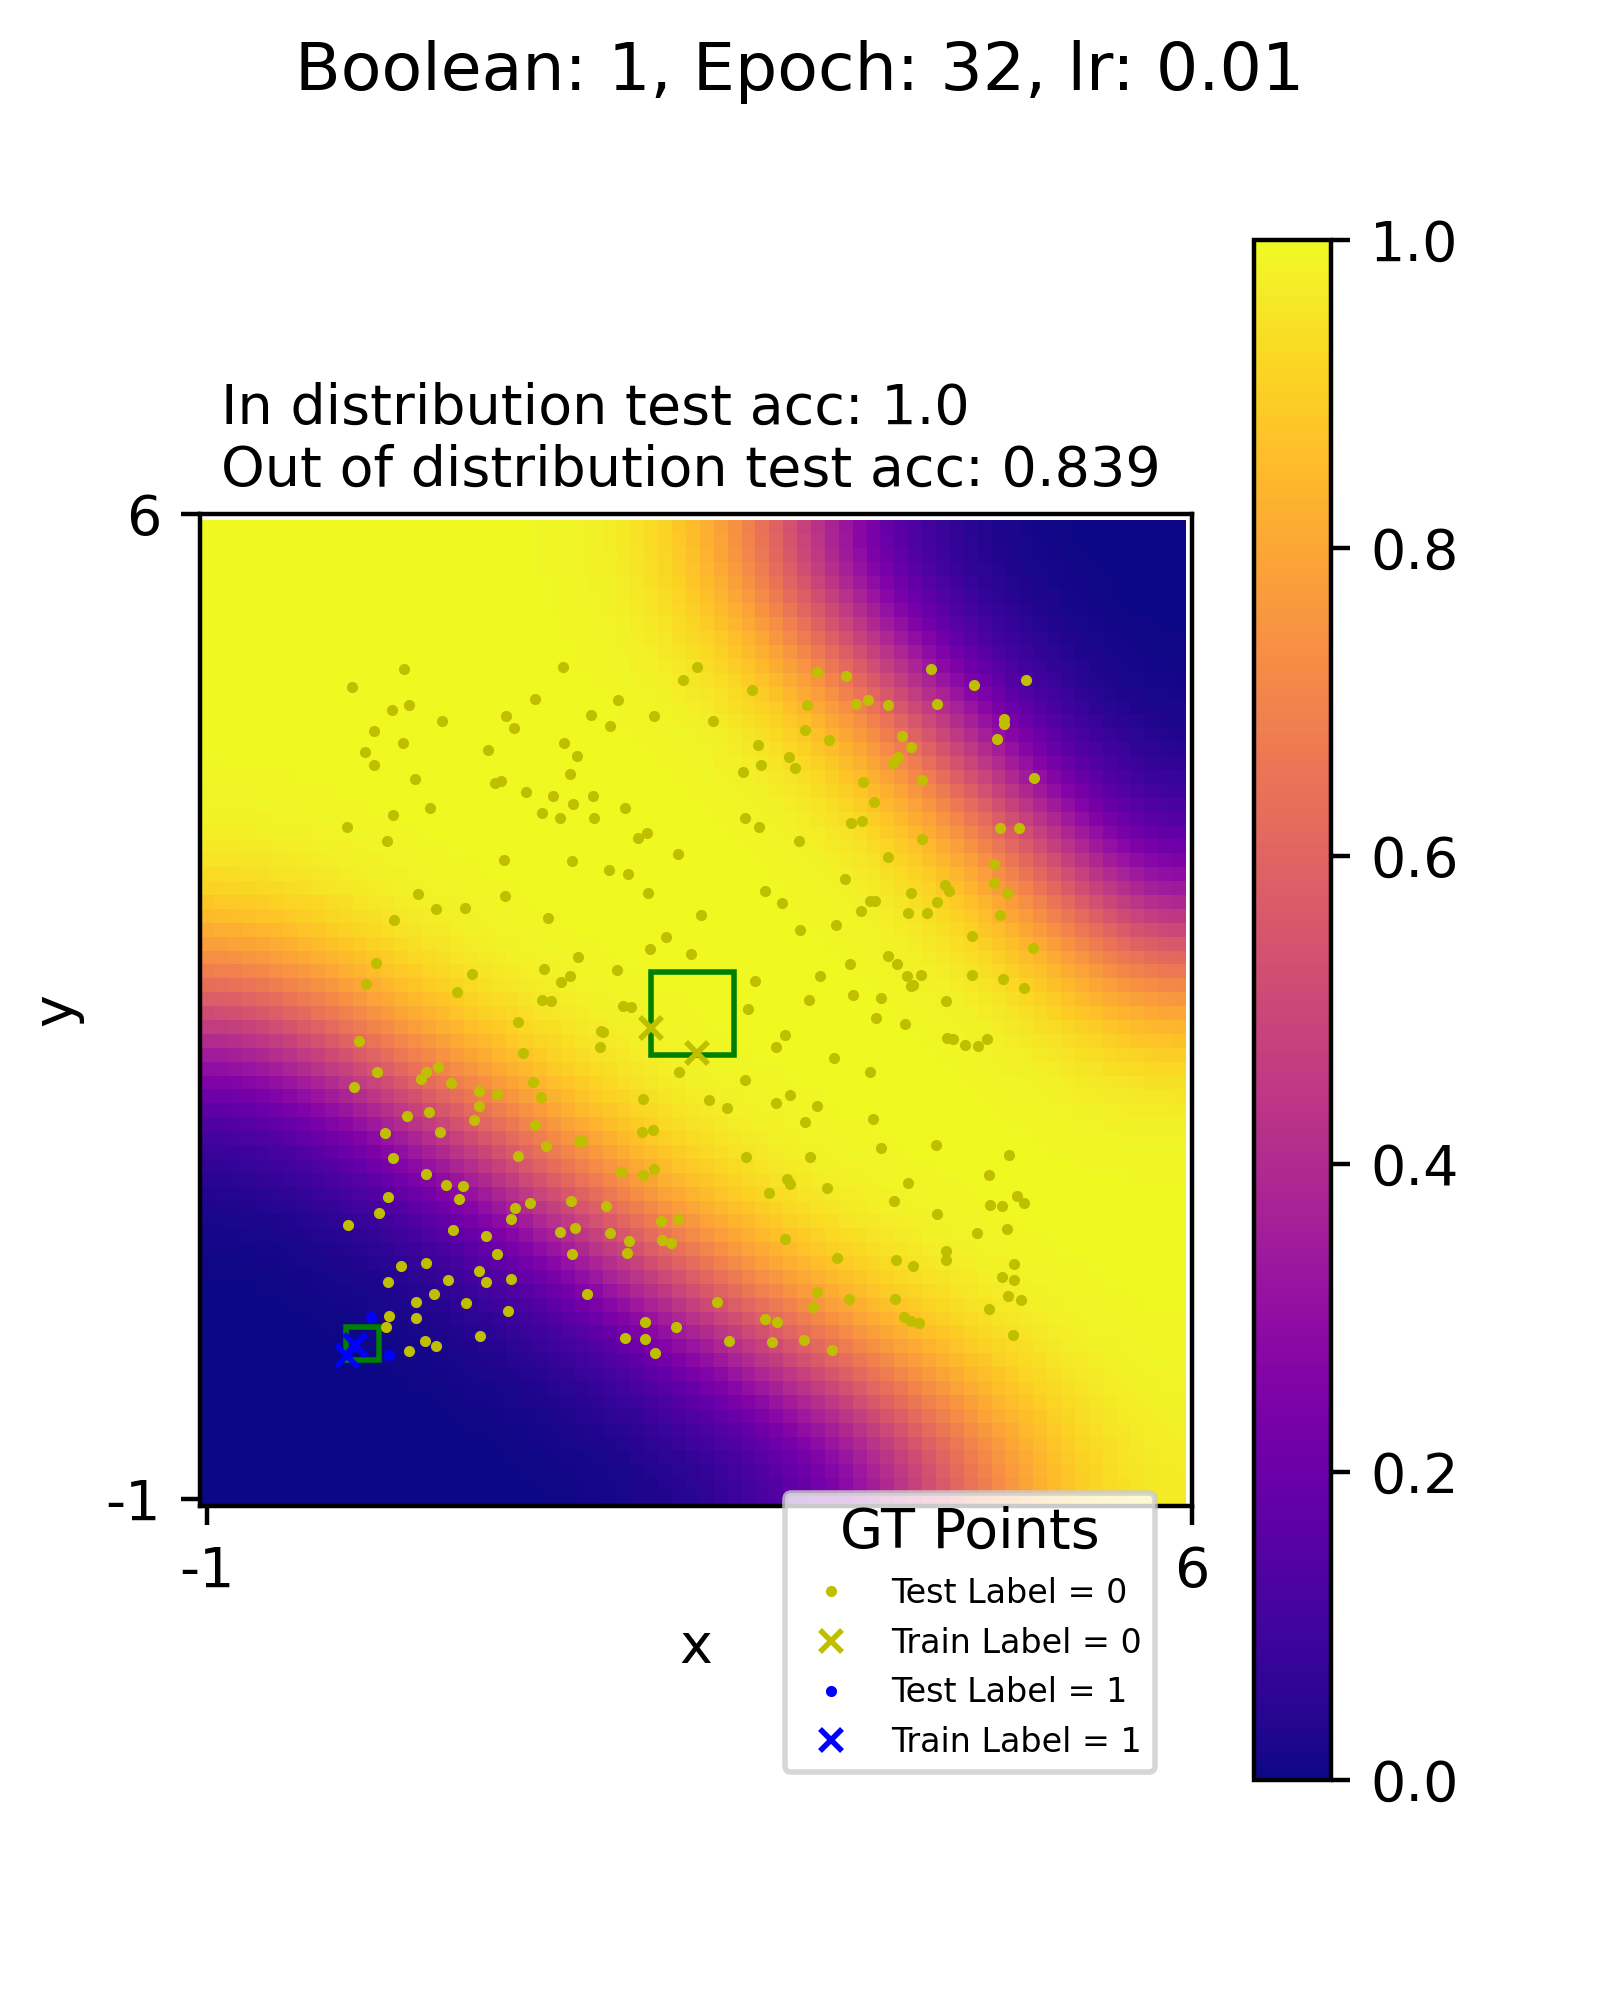 Boolean: 1, Epoch: 32, lr: 0.01
In distribution test acc: 1.0
Out of distribution test acc: 0.839
6
y
-1
-1
6
x
GT Points
Test Label = 0
Train Label = 0
Test Label = 1
Train Label = 1
1.0
0.8
0.6
0.4
0.2
0.0